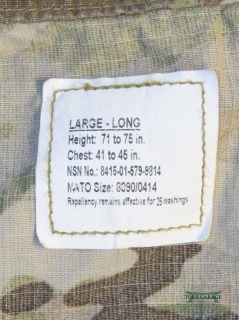 LARGE - LONG
Height: 71 to 75 in.
Chest: 41 to 45 in.
NSN No.: 8415-01-579-9814
MATO Size: 8090/0414
Repellency remains effective for 25 washings